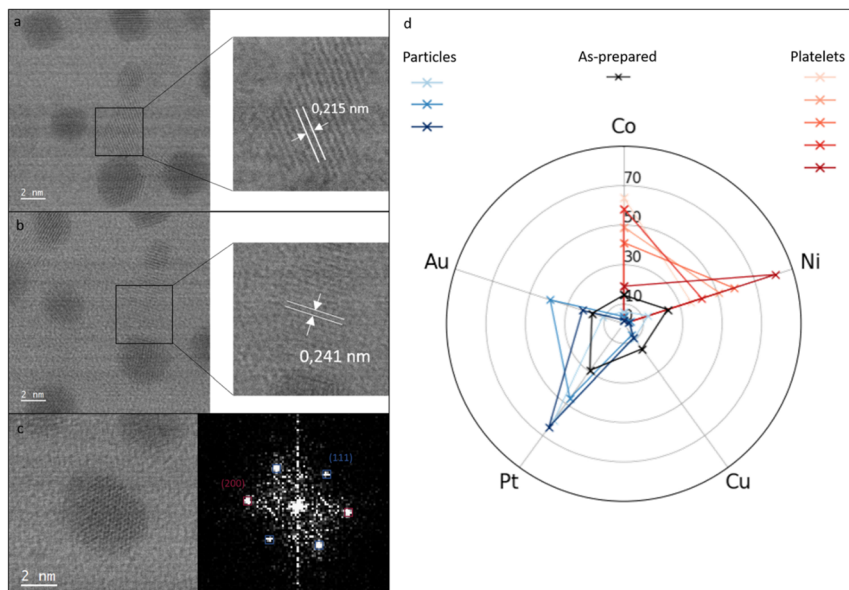 a
0,215 nm
2 nm
b
0,241 nm
2 nm
c
(111)
(200)
2 nm
d
Particles
As-prepared
Platelets
Co
70
50
30
10
0
Ni
Au
Pt
Cu